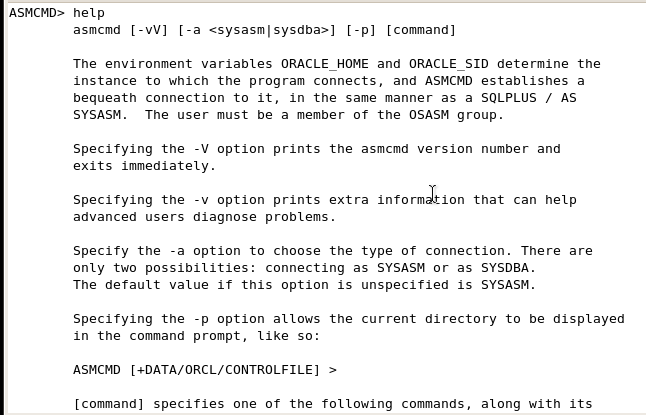 ASMCMD> help
asmcmd [-vV] [-a <sysasm|sysdba>] [-p] [command]
The environment variables ORACLE_HOME and ORACLE_SID determine the
instance to which the program connects, and ASMCMD establishes a
bequeath connection to it, in the same manner as a SQLPLUS / AS
SYSASM.  The user must be a member of the OSASM group.
Specifying the -V option prints the asmcmd version number and
exits immediately.
Specifying the -v option prints extra information that can help
advanced users diagnose problems.
Specify the -a option to choose the type of connection. There are
only two possibilities: connecting as SYSASM or as SYSDBA.
The default value if this option is unspecified is SYSASM.
Specifying the -p option allows the current directory to be displayed
in the command prompt, like so:
ASMCMD [+DATA/ORCL/CONTROLFILE] >
[command] specifies one of the following commands, along with its